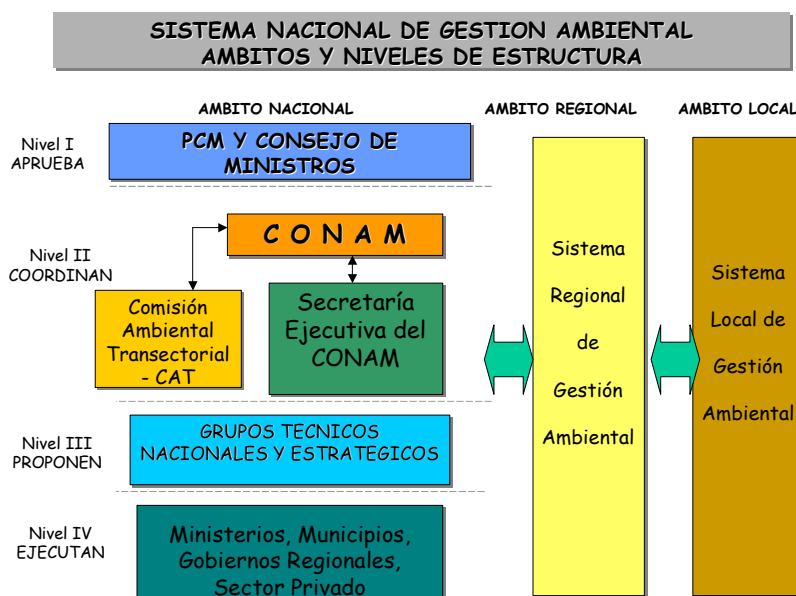 SISTEMA NACIONAL DE GESTION AMBIENTAL
AMBITOS Y NIVELES DE ESTRUCTURA
AMBITO NACIONAL
AMBITO REGIONAL
AMBITO LOCAL
Nivel I
APRUEBA
PCM Y CONSEJO DE
MINISTROS
Nivel II
COORDINAN
C O N A M
Comisión
Ambiental
Transectorial
- CAT
Secretaría
Ejecutiva del
CONAM
Nivel III
PROPONEN
GRUPOS TECNICOS
NACIONALES Y ESTRATEGICOS
Nivel IV
EJECUTAN
Ministerios, Municipios,
Gobiernos Regionales,
Sector Privado
Sistema
Regional
de
Gestión
Ambiental
Sistema
Local de
Gestión
Ambiental